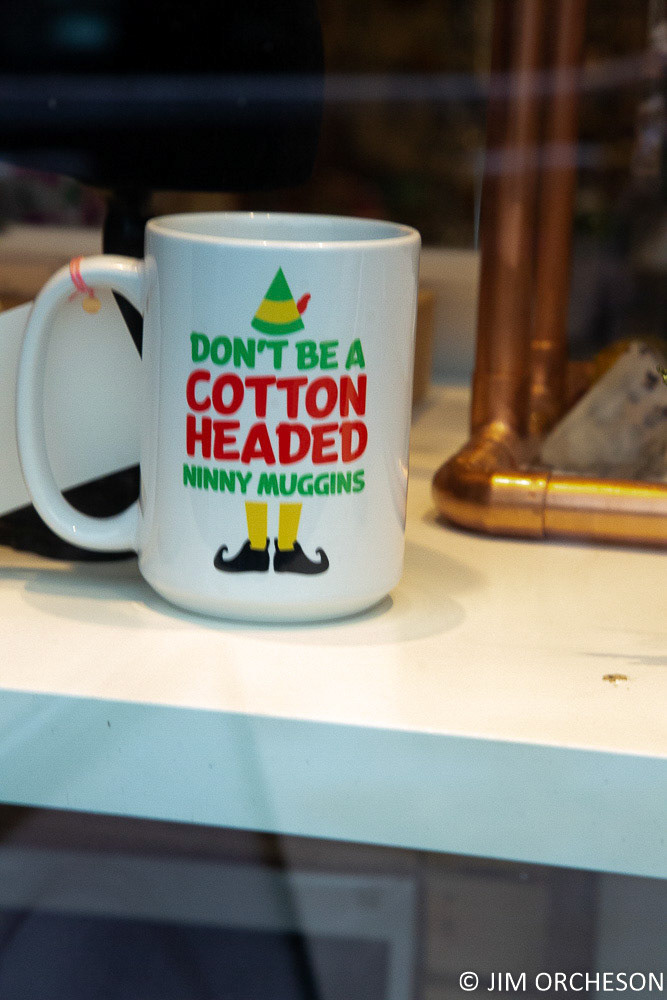 DON'T BE A
COTTON
HEADED
NINNY MUGGINS
© JIM ORCHESON